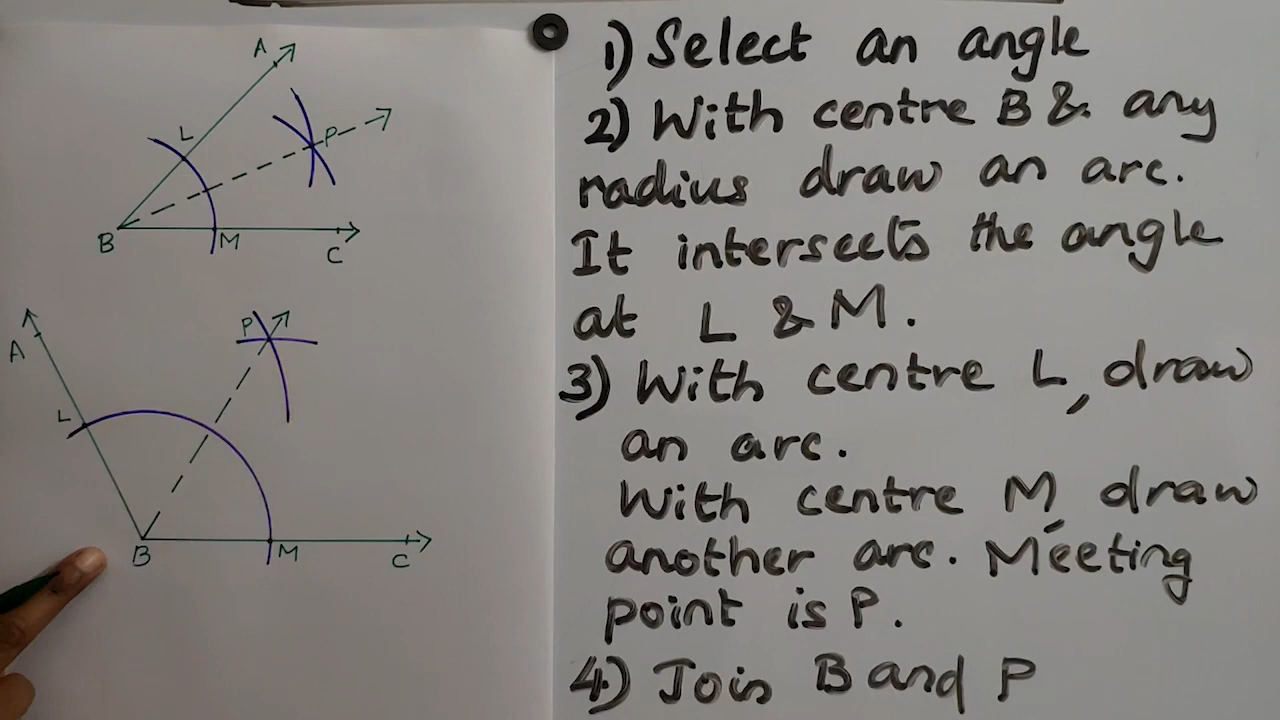 A
L
P
B
M
C
P
A
L
B
M
C
1) Select an angle
2) With centre B & any
radius draw an arc.
It intersects the angle
at L & M.
3) With centre L, draw
an arc.
With centre M, draw
another arc. Meeting
point is P.
4) Join B and P